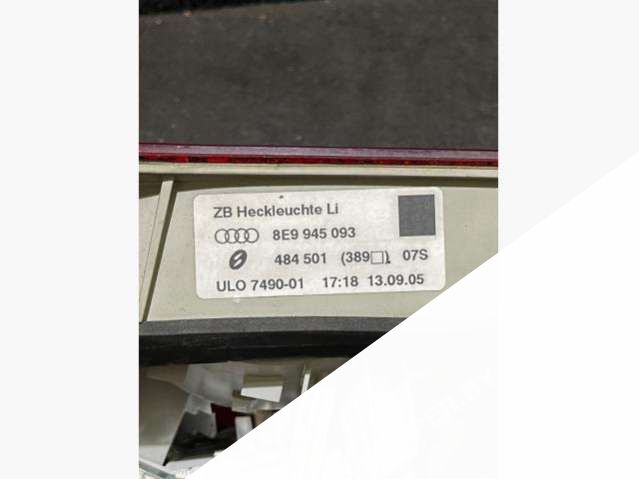 ZB Heckleuchte Li
8E9 945 093
484 501 (389□). 07S
ULO 7490-01 17:18 13.09.05